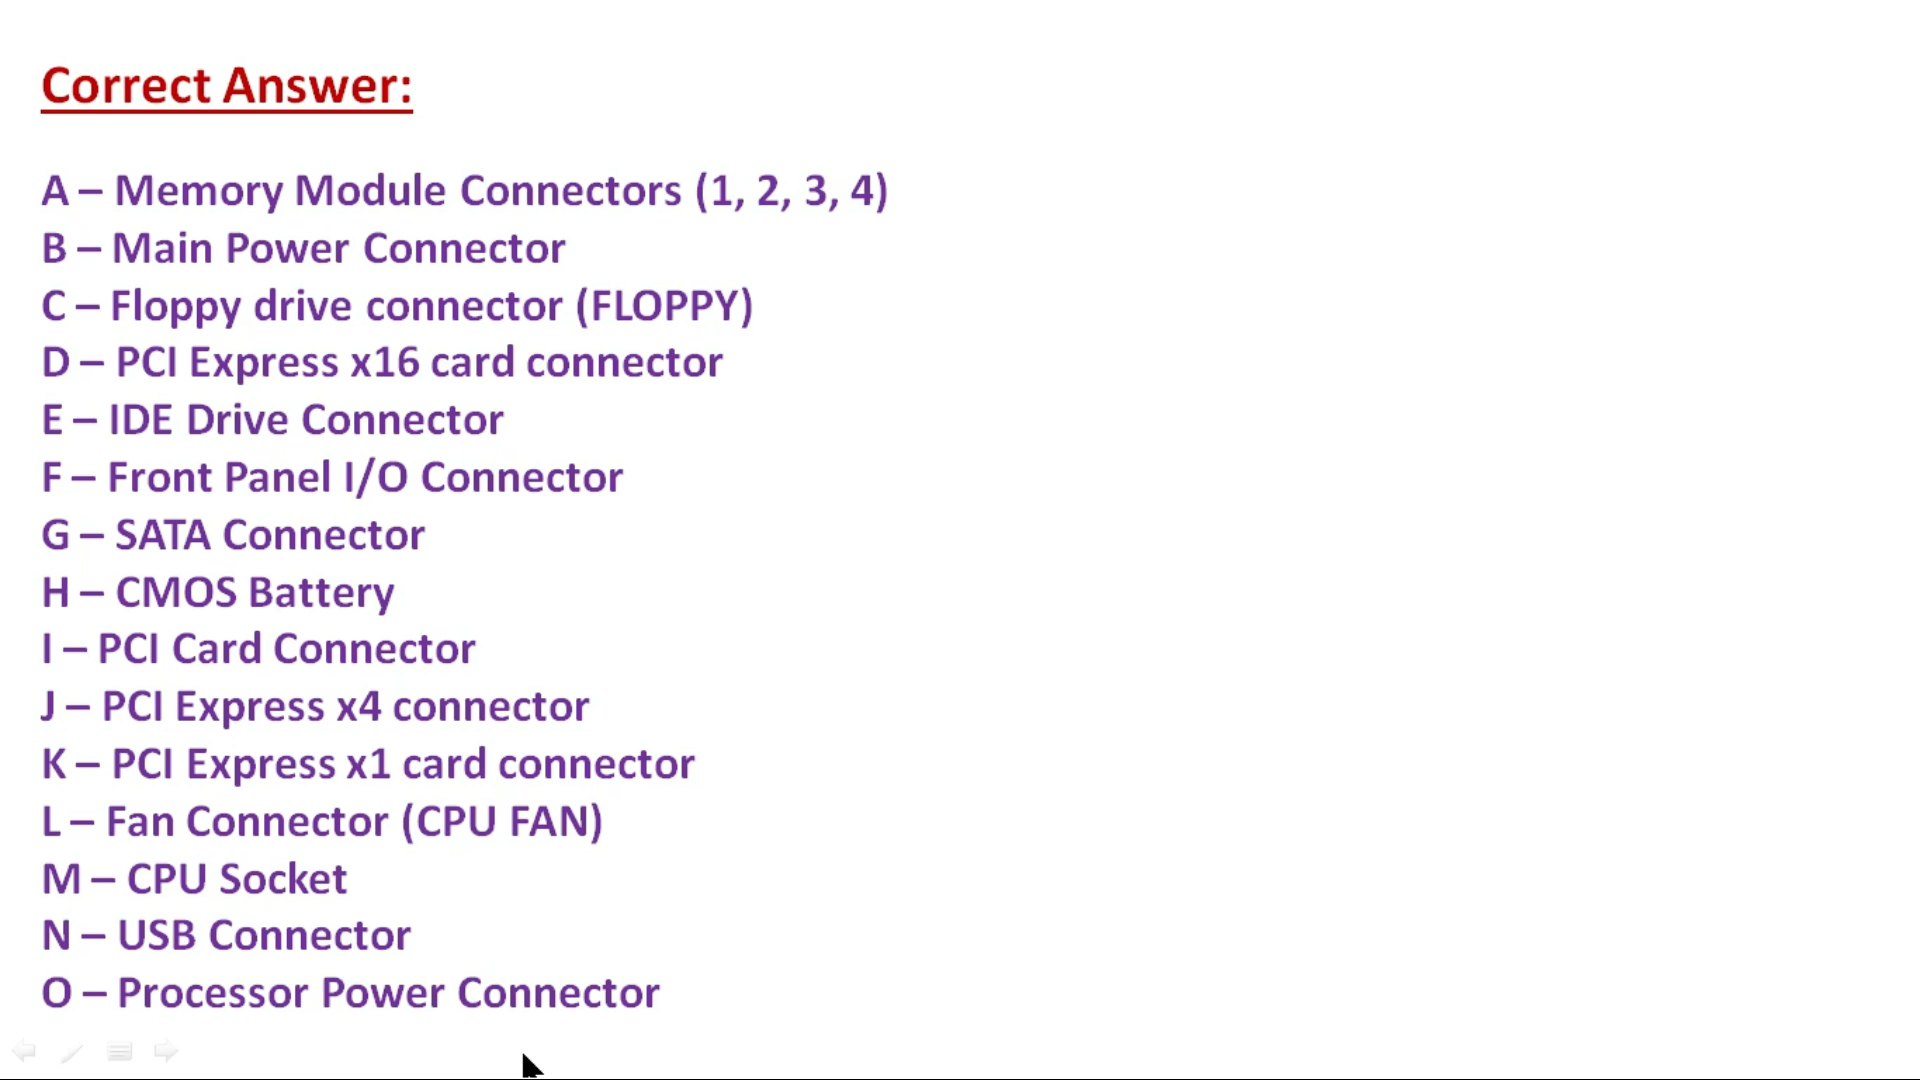 Correct Answer:
A – Memory Module Connectors (1, 2, 3, 4)
B – Main Power Connector
C – Floppy drive connector (FLOPPY)
D – PCI Express x16 card connector
E – IDE Drive Connector
F – Front Panel I/O Connector
G – SATA Connector
H – CMOS Battery
I – PCI Card Connector
J – PCI Express x4 connector
K – PCI Express x1 card connector
L – Fan Connector (CPU FAN)
M – CPU Socket
N – USB Connector
O – Processor Power Connector